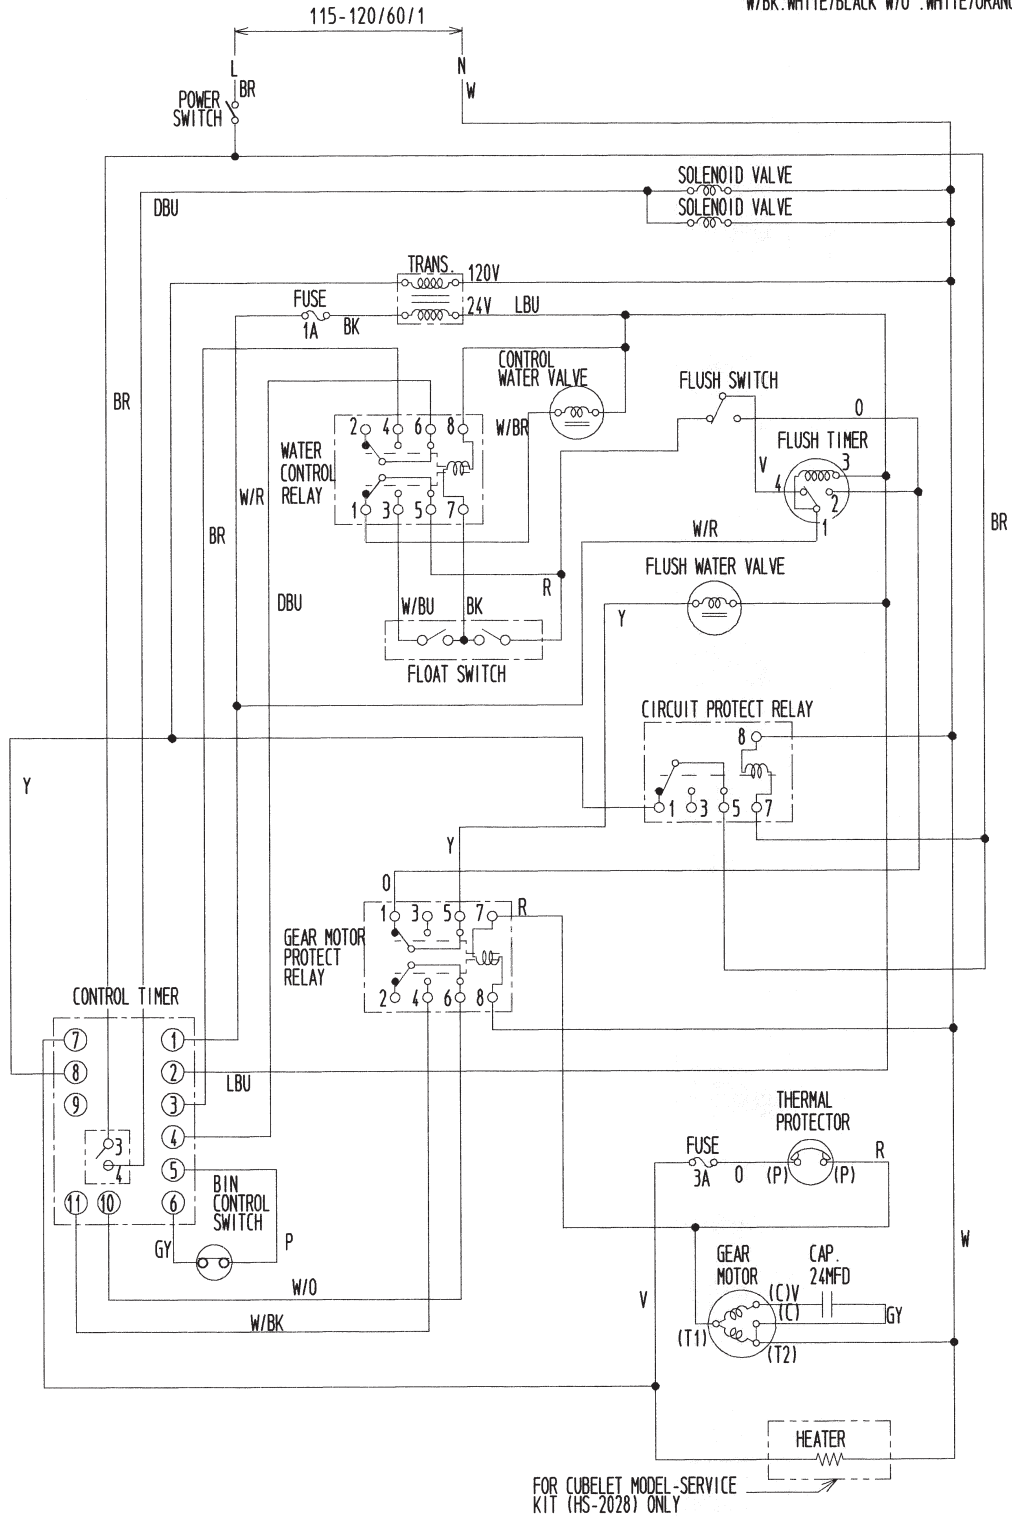 W/BK.WHITE/BLACK W/O .WHITE/ORANG
115-120/60/1
L
N
BR
W
POWER
SWITCH
SOLENOID VALVE
SOLENOID VALVE
DBU
TRANS.
120V
FUSE
24V
LBU
1A
BK
CONTROL
WATER VALVE
FLUSH SWITCH
BR
O
2 4 6 8
W/BR
FLUSH TIMER
WATER
CONTROL
RELAY
V
3
4
W/R
2
1 3 5 7
1
BR
W/R
BR
FLUSH WATER VALVE
R
DBU
W/BU
BK
Y
FLOAT SWITCH
CIRCUIT PROTECT RELAY
8
Y
1 3 5 7
Y
O
1 3 5 7
R
GEAR MOTOR
PROTECT
RELAY
2 4 6 8
CONTROL TIMER
7
1
8
2
LBU
9
3
THERMAL
PROTECTOR
4
3
FUSE
R
4
5
3A
O
(P)
(P)
BIN
CONTROL
SWITCH
11
10
6
GY
P
W
GEAR
MOTOR
CAP.
24MFD
W/O
(C)V
V
(C)
GY
W/BK
(T1)
(T2)
HEATER
FOR CUBELET MODEL-SERVICE
KIT (HS-2028) ONLY